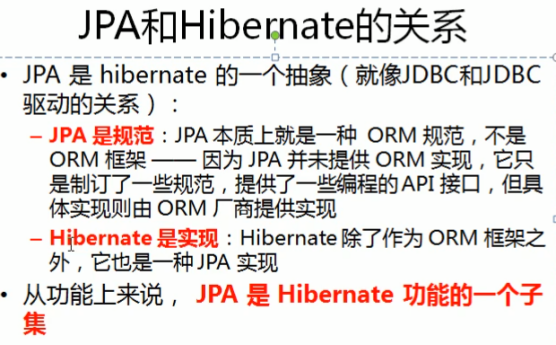 JPA和Hibernate的关系
• JPA 是 hibernate 的一个抽象（就像JDBC和JDBC
驱动的关系）：
– JPA 是规范：JPA 本质上就是一种 ORM 规范，不是
ORM 框架 —— 因为 JPA 并未提供 ORM 实现，它只
是制订了一些规范，提供了一些编程的 API 接口，但具
体实现则由 ORM 厂商提供实现
– Hibernate 是实现：Hibernate 除了作为 ORM 框架之
外，它也是一种 JPA 实现
• 从功能上来说， JPA 是 Hibernate 功能的一个子
集